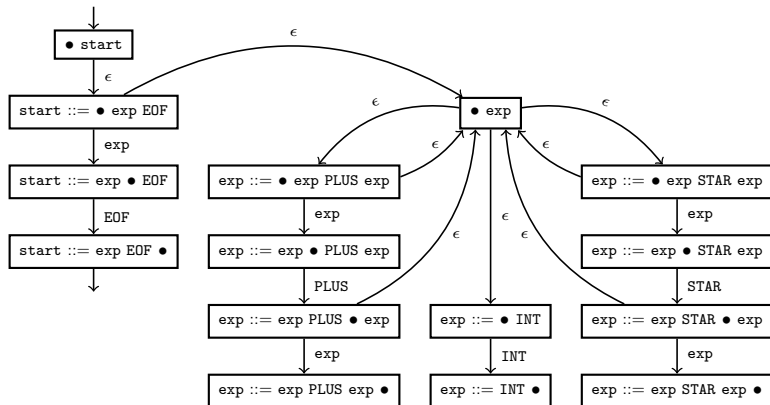 ● start
ϵ
ϵ
start ::= ● exp EOF
● exp
ϵ
ϵ
exp
ϵ
ϵ
start ::= exp ● EOF
exp ::= ● exp PLUS exp
exp ::= ● exp STAR exp
EOF
exp
ϵ
exp
ϵ
ϵ
ϵ
start ::= exp EOF ●
exp ::= exp ● PLUS exp
exp ::= exp ● STAR exp
PLUS
STAR
exp ::= exp PLUS ● exp
exp ::= ● INT
exp ::= exp STAR ● exp
exp
INT
exp
exp ::= exp PLUS exp ●
exp ::= INT ●
exp ::= exp STAR exp ●